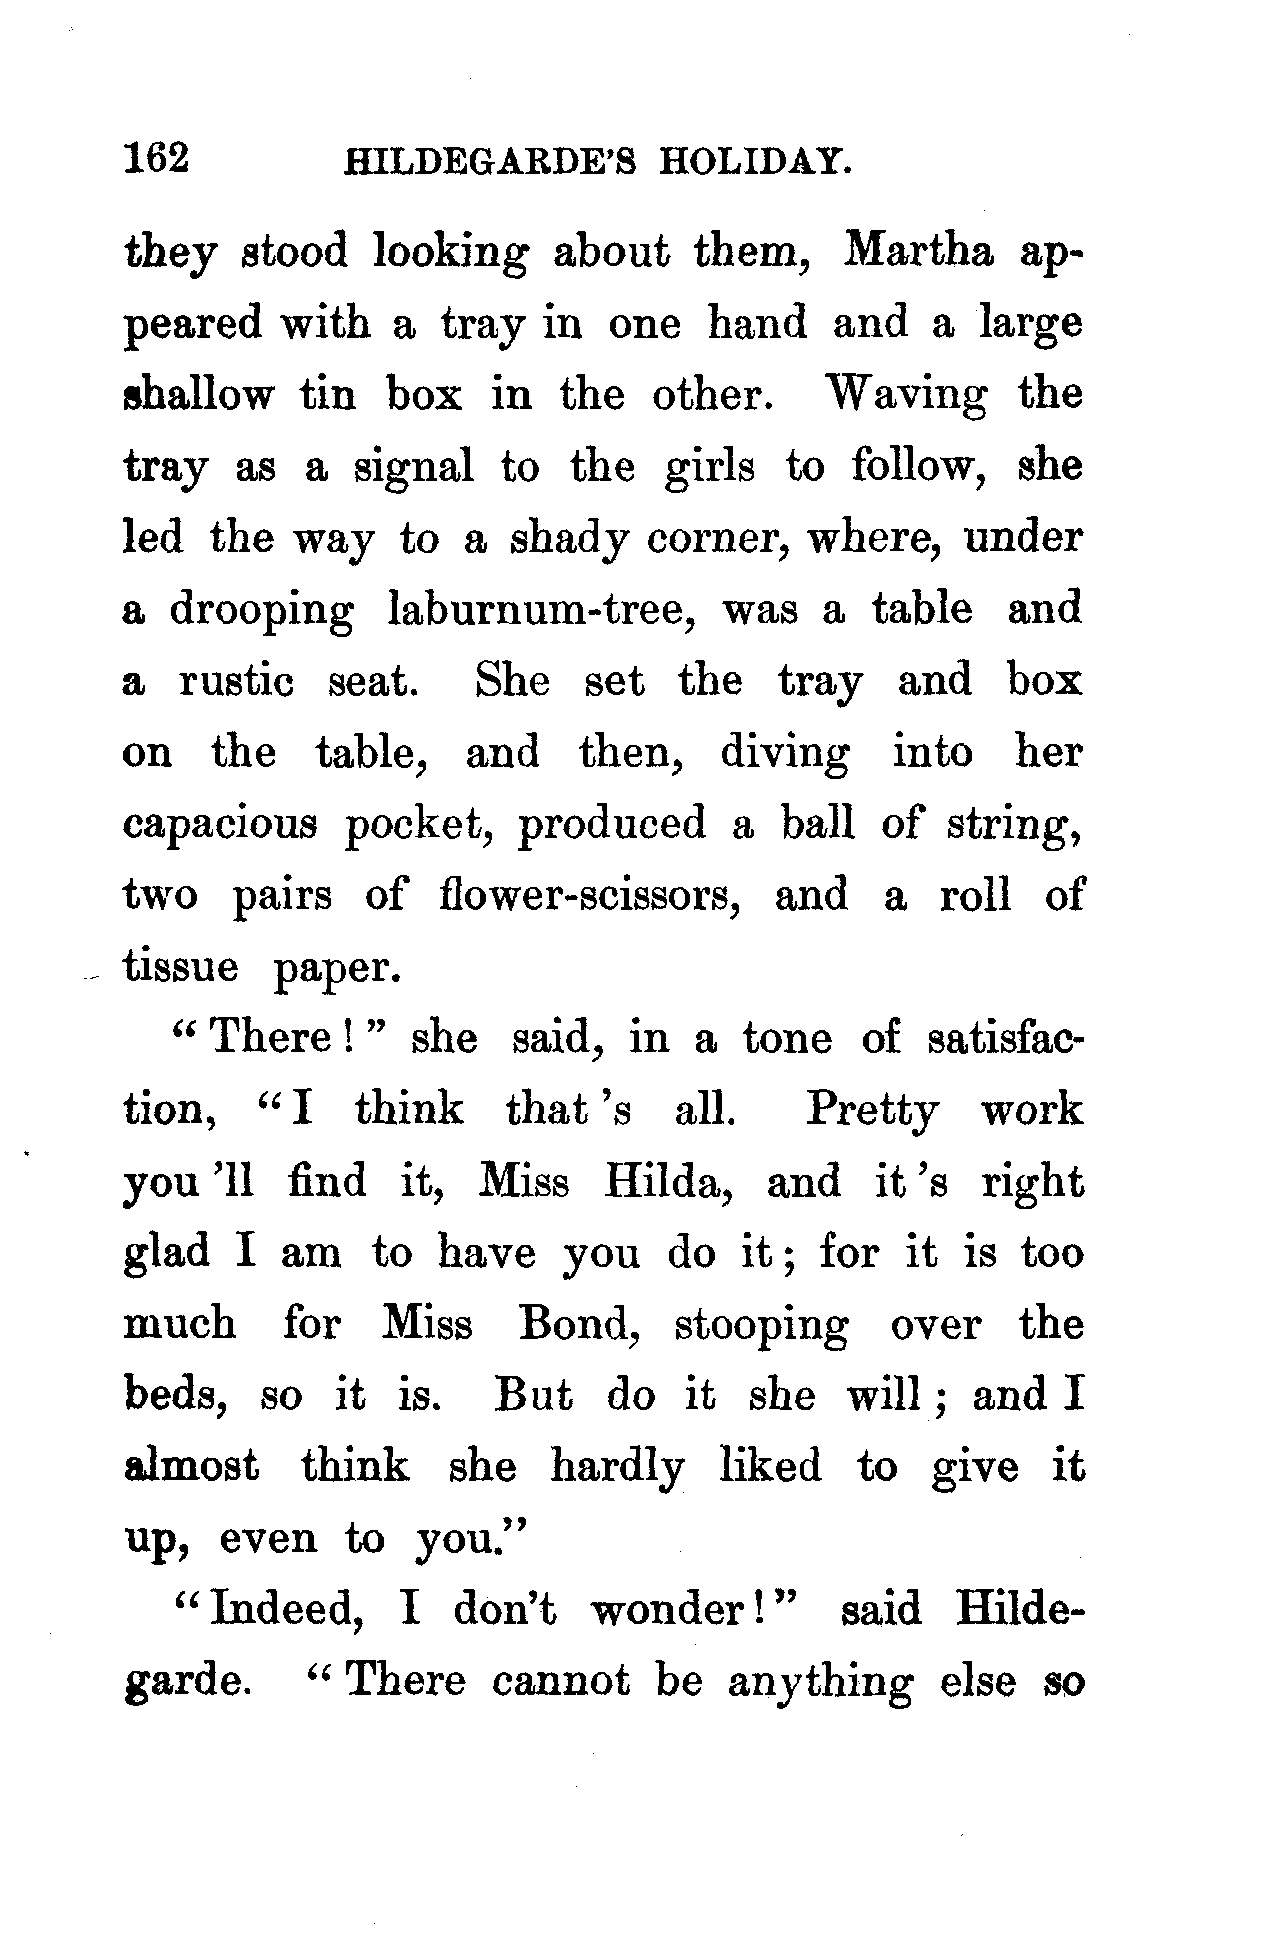 162 HILDEGARDE'S HOLIDAY.
they stood looking about them, Martha ap-
peared with a tray in one hand and a large
shallow tin box in the other. Waving the
tray as a signal to the girls to follow, she
led the way to a shady corner, where, under
a drooping laburnum-tree, was a table and
a rustic seat. She set the tray and box
on the table, and then, diving into her
capacious pocket, produced a ball of string,
two pairs of flower-scissors, and a roll of
tissue paper.
“ There ! ” she said, in a tone of satisfac-
tion, “ I think that 's all. Pretty work
you 'll find it, Miss Hilda, and it 's right
glad I am to have you do it ; for it is too
much for Miss Bond, stooping over the
beds, so it is. But do it she will ; and I
almost think she hardly liked to give it
up, even to you.”
“ Indeed, I don't wonder ! ” said Hilde-
garde. “ There cannot be anything else so